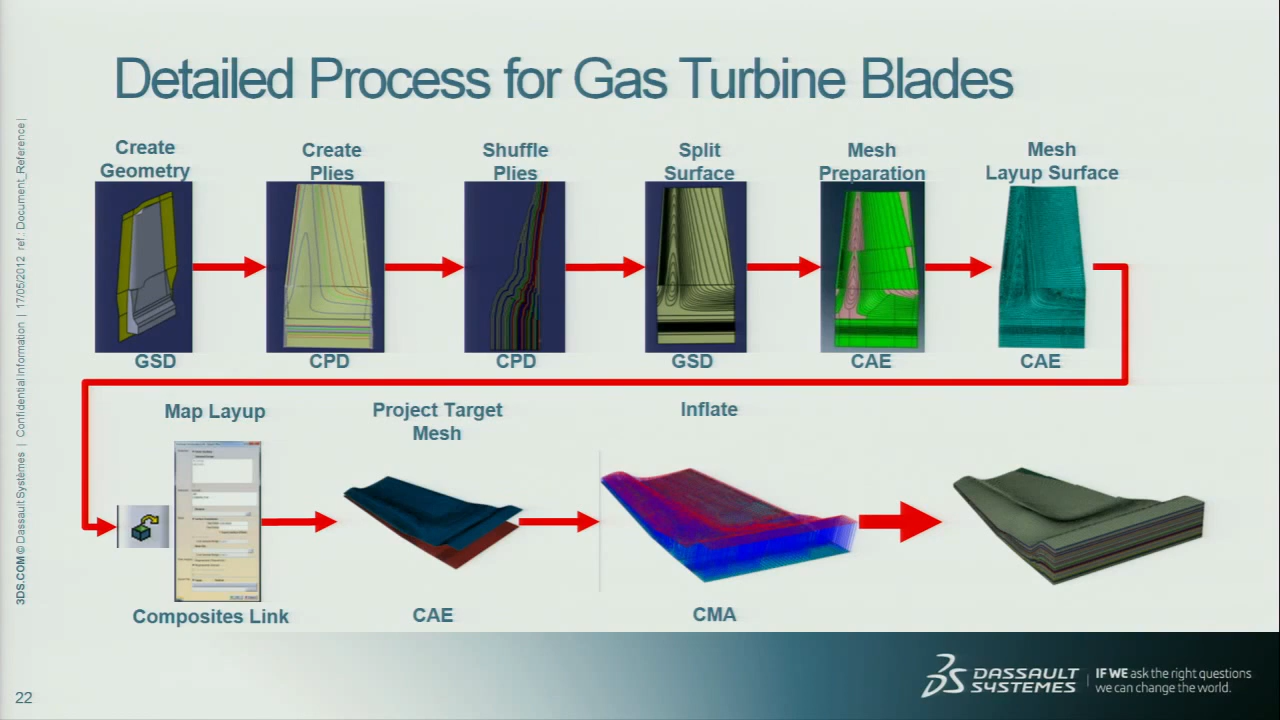 Detailed Process for Gas Turbine Blades
Create
Geometry
Create
Plies
Shuffle
Plies
Split
Surface
Mesh
Preparation
Mesh
Layup Surface
GSD
CPD
CPD
GSD
CAE
CAE
Map Layup
Project Target
Mesh
Inflate
Composites Link
CAE
CMA
3DS.COM © Dassault Systèmes | Confidential Information | 17/05/2012 ref.: Document_Reference |
22
DASSAULT
SYSTEMES
IF WE ask the right questions
we can change the world.